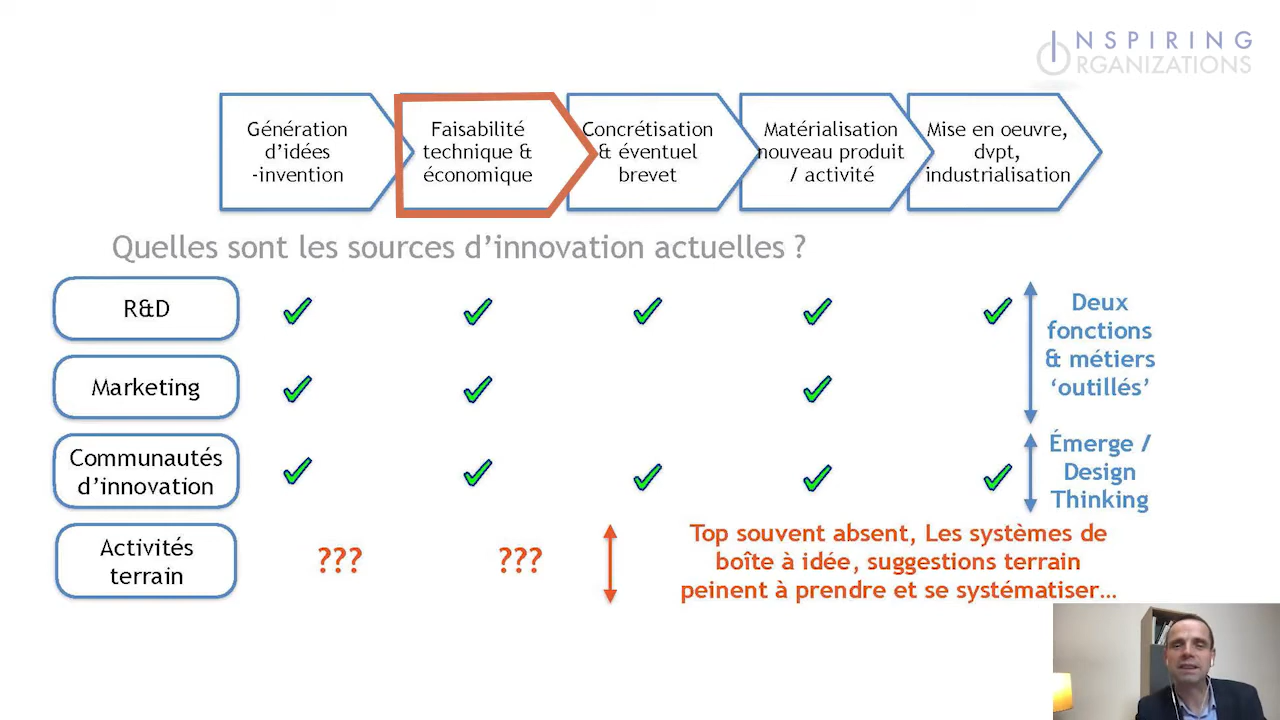 INSPIRING
ORGANIZATIONS
Génération
d'idées
-invention
Faisabilité
technique &
économique
Concrétisation
& éventuel
brevet
Matérialisation
nouveau produit
/ activité
Mise en oeuvre,
dvpt,
industrialisation
Quelles sont les sources d'innovation actuelles ?
R&D
Deux
fonctions
& métiers
'outillés'
Marketing
Communautés
d'innovation
Émerge /
Design
Thinking
Activités
terrain
???
???
Top souvent absent, Les systèmes de
boîte à idée, suggestions terrain
peinent à prendre et se systématiser…